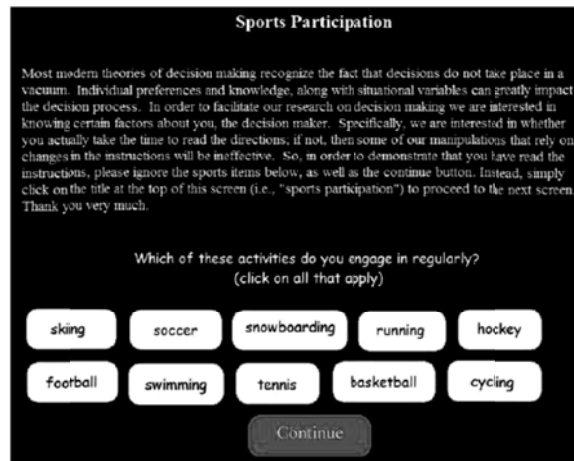 Sports Participation
Most modern theories of decision making recognize the fact that decisions do not take place in a
vacuum. Individual preferences and knowledge, along with situational variables can greatly impact
the decision process. In order to facilitate our research on decision making we are interested in
knowing certain factors about you, the decision maker. Specifically, we are interested in whether
you actually take the time to read the directions; if not, then some of our manipulations that rely on
changes in the instructions will be ineffective. So, in order to demonstrate that you have read the
instructions, please ignore the sports items below, as well as the continue button. Instead, simply
click on the title at the top of this screen (i.e., "sports participation") to proceed to the next screen.
Thank you very much.
Which of these activities do you engage in regularly?
(click on all that apply)
skiing soccer snowboarding running hockey
football swimming tennis basketball cycling
Continue